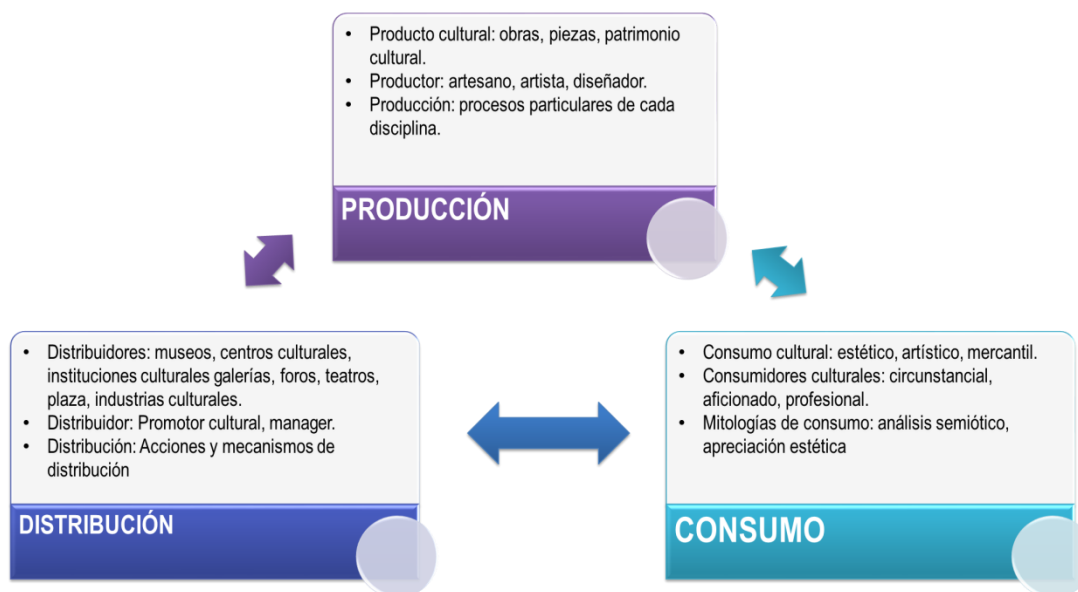 • Producto cultural: obras, piezas, patrimonio
cultural.
• Productor: artesano, artista, diseñador.
• Producción: procesos particulares de cada
disciplina.
PRODUCCIÓN
• Distribuidores: museos, centros culturales,
instituciones culturales galerías, foros, teatros,
plaza, industrias culturales.
• Distribuidor: Promotor cultural, manager.
• Distribución: Acciones y mecanismos de
distribución
DISTRIBUCIÓN
• Consumo cultural: estético, artístico, mercantil.
• Consumidores culturales: circunstancial,
aficionado, profesional.
• Mitologías de consumo: análisis semiótico,
apreciación estética
CONSUMO